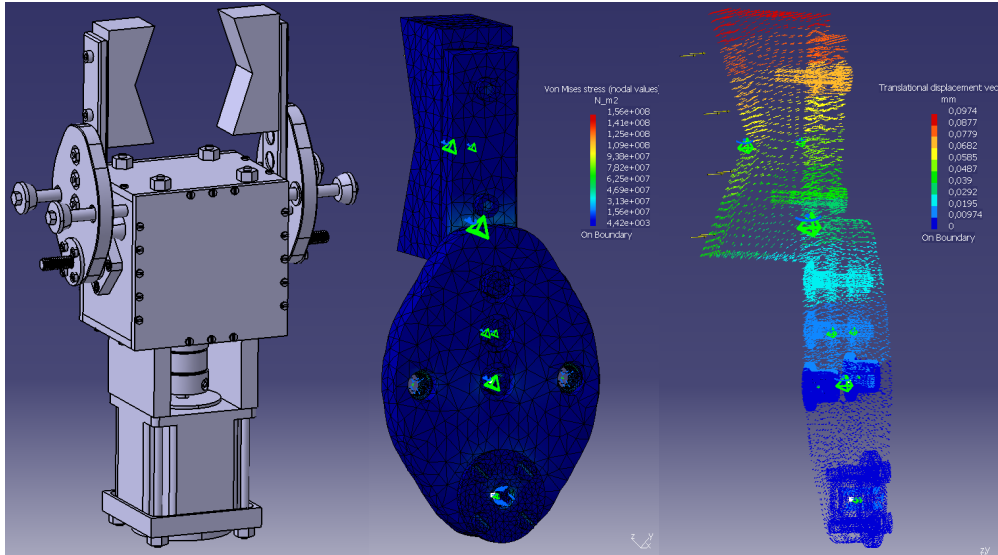 Von Mises stress (nodal values)
N_m2
1,56e+008
1,41e+008
1,25e+008
1,09e+008
9,38e+007
7,82e+007
6,25e+007
4,69e+007
3,13e+007
1,56e+007
4,42e+003
On Boundary
z y
Translational displacement vec
mm
0,0974
0,0877
0,0779
0,0682
0,0585
0,0487
0,039
0,0292
0,0195
0,00974
0
On Boundary